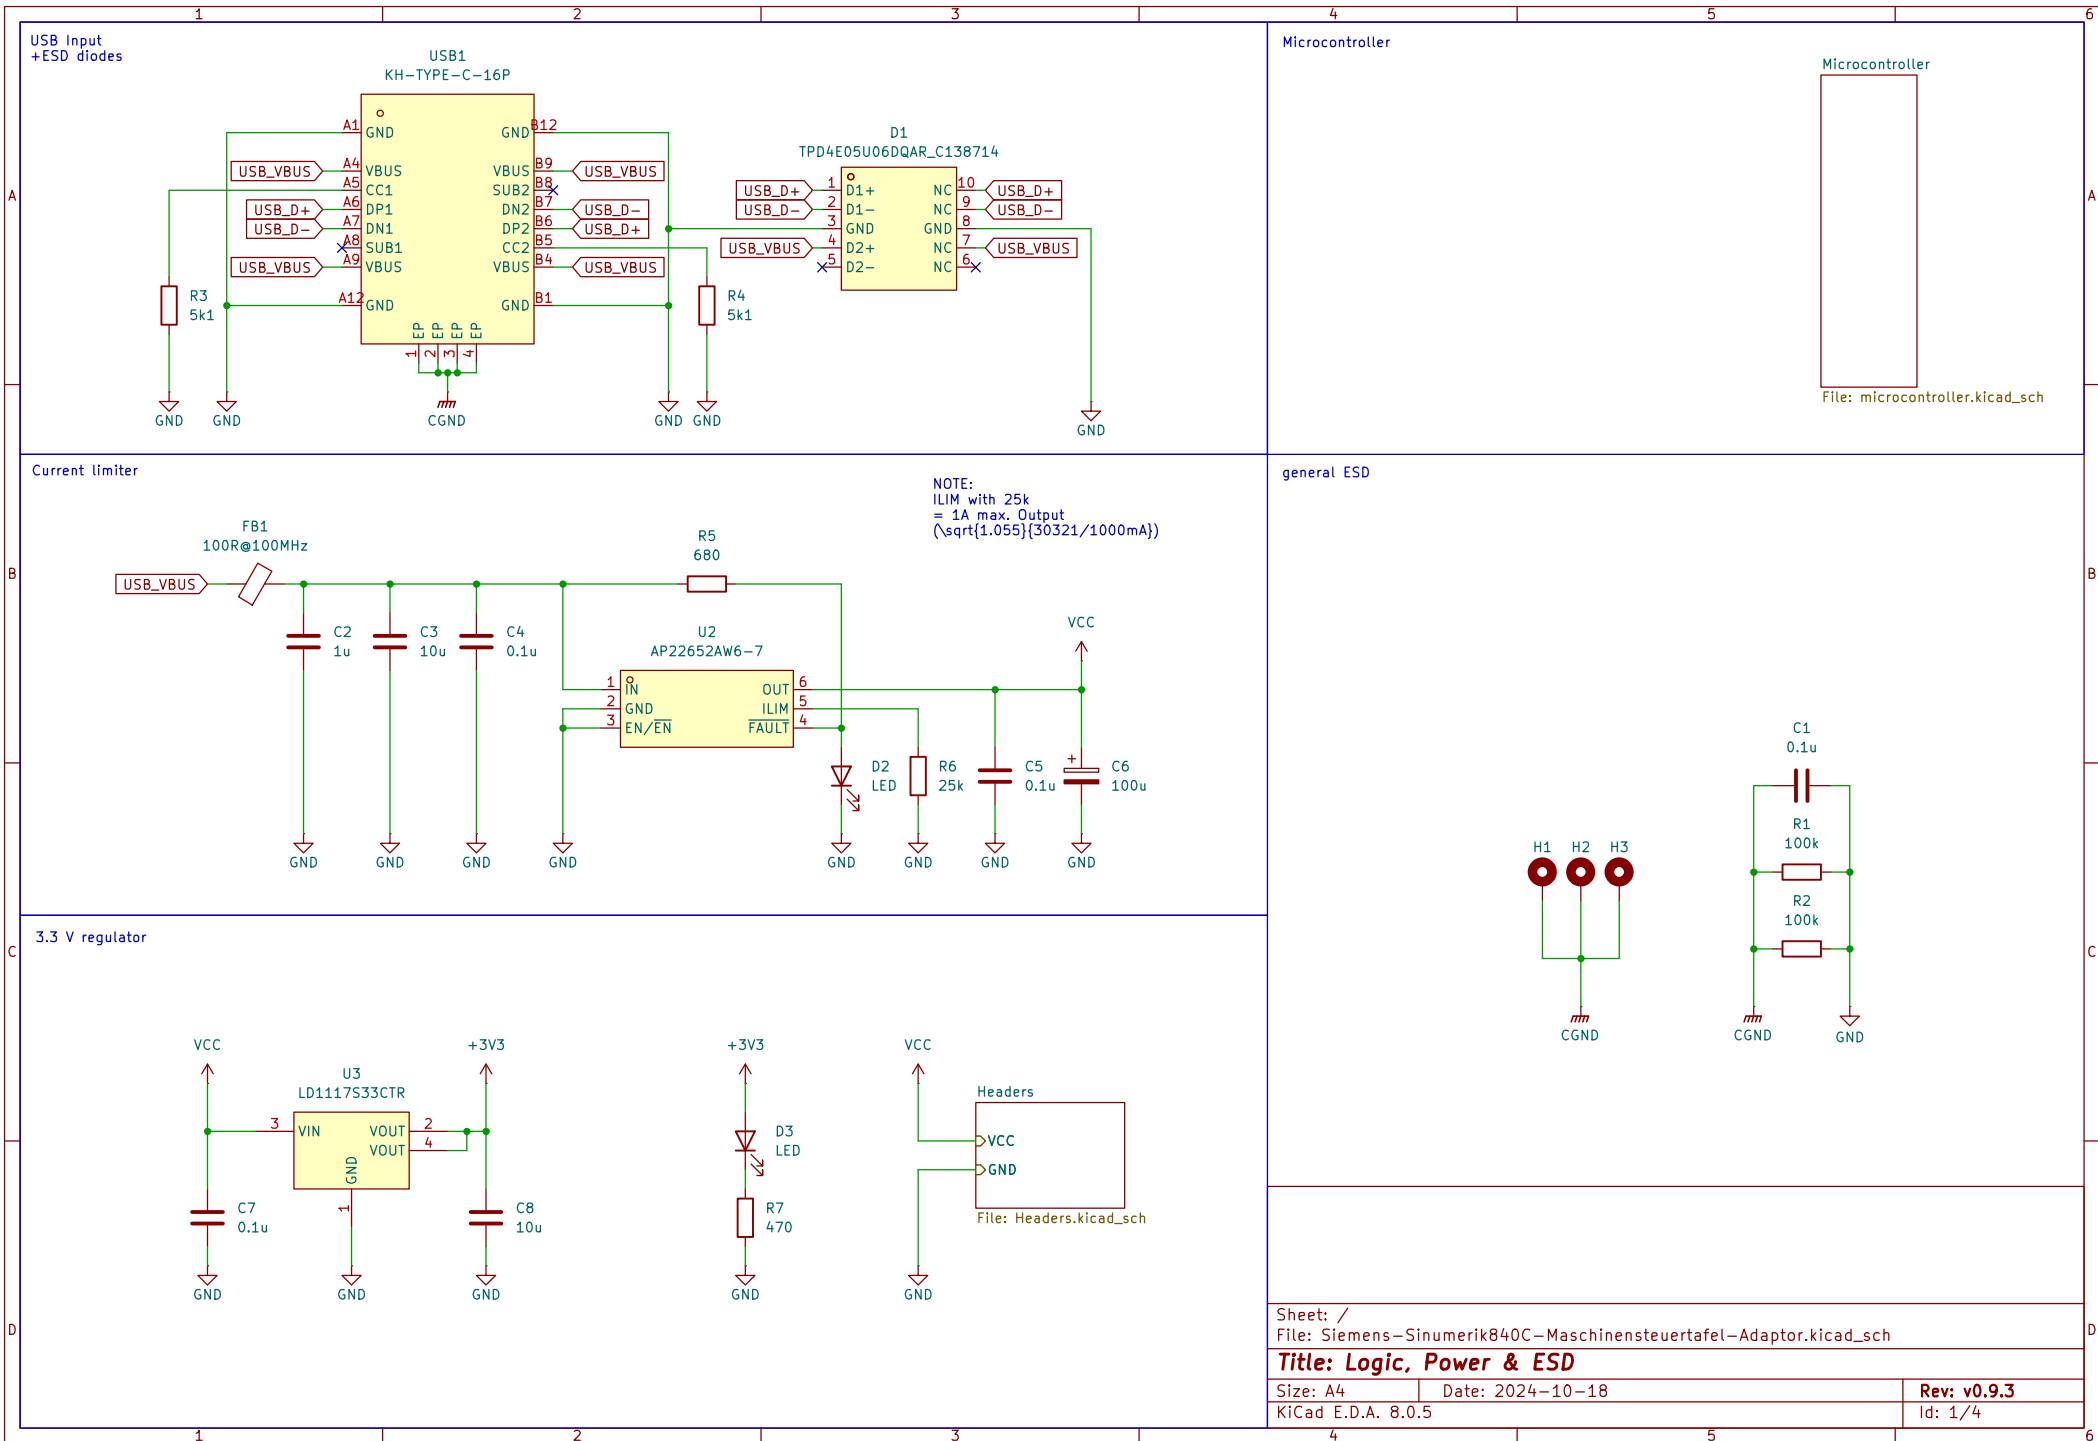 1 2 3 4 5 6
A
B
C
D
A
B
C
D
1 2 3 4 5 6
USB Input
+ESD diodes
USB1
KH-TYPE-C-16P
A1 GND
A4 VBUS
A5 CC1
A6 DP1
A7 DN1
A8 SUB1
A9 VBUS
A12 GND
GND B12
VBUS B9
SUB2 B8
DN2 B7
DP2 B6
CC2 B5
VBUS B4
GND B1
EP EP EP EP
1 2 3 4
USB_VBUS
USB_D+
USB_D-
USB_VBUS
USB_VBUS
USB_D-
USB_D+
USB_VBUS
R3
5k1
R4
5k1
GND
GND
CGND
GND
GND
D1
TPD4E05U06DQAR_C138714
USB_D+ 1 D1+ NC 10 USB_D+
USB_D- 2 D1- NC 9 USB_D-
3 GND GND 8
USB_VBUS 4 D2+ NC 7 USB_VBUS
5 D2- NC 6
GND
Microcontroller
Microcontroller
File: microcontroller.kicad_sch
Current limiter
NOTE:
ILIM with 25k
= 1A max. Output
(\sqrt{1.055}{30321/1000mA})
FB1
100R@100MHz
USB_VBUS
R5
680
C2
1u
C3
10u
C4
0.1u
U2
AP22652AW6-7
1 IN OUT 6
2 GND ILIM 5
3 EN/EN FAULT 4
VCC
D2
LED
R6
25k
C5
0.1u
+
C6
100u
GND
GND
GND
GND
GND
GND
GND
GND
general ESD
C1
0.1u
R1
100k
R2
100k
H1 H2 H3
CGND
CGND
GND
3.3 V regulator
VCC
+3V3
U3
LD1117S33CTR
3 VIN VOUT 2
VOUT 4
GND
1
C7
0.1u
C8
10u
GND
GND
GND
+3V3
D3
LED
R7
470
GND
VCC
Headers
VCC
GND
File: Headers.kicad_sch
GND
Sheet: /
File: Siemens-Sinumerik840C-Maschinensteuertafel-Adaptor.kicad_sch
Title: Logic, Power & ESD
Size: A4 Date: 2024-10-18 Rev: v0.9.3
KiCad E.D.A. 8.0.5 Id: 1/4